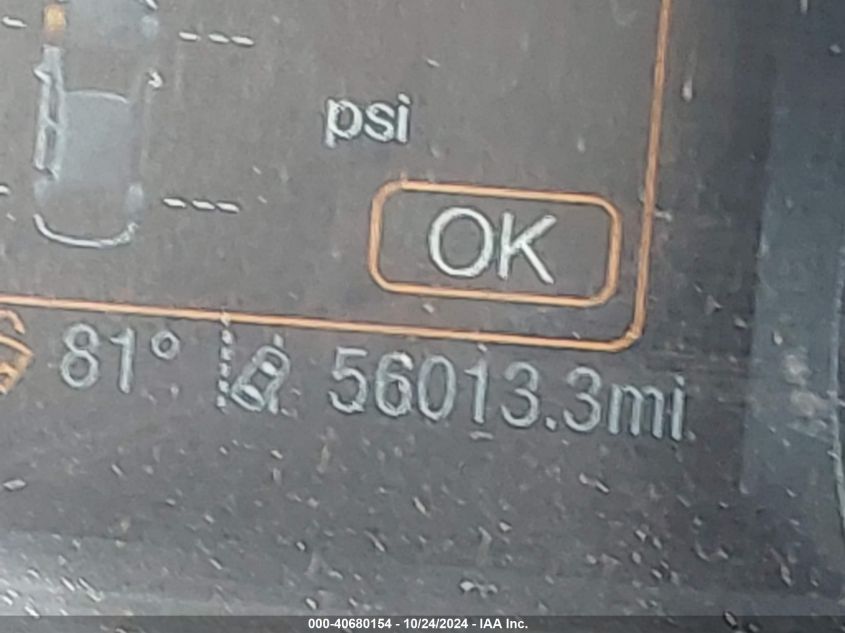 ---
psi
---
OK
81° 56013.3mi
000-40680154 - 10/24/2024 - IAA Inc.